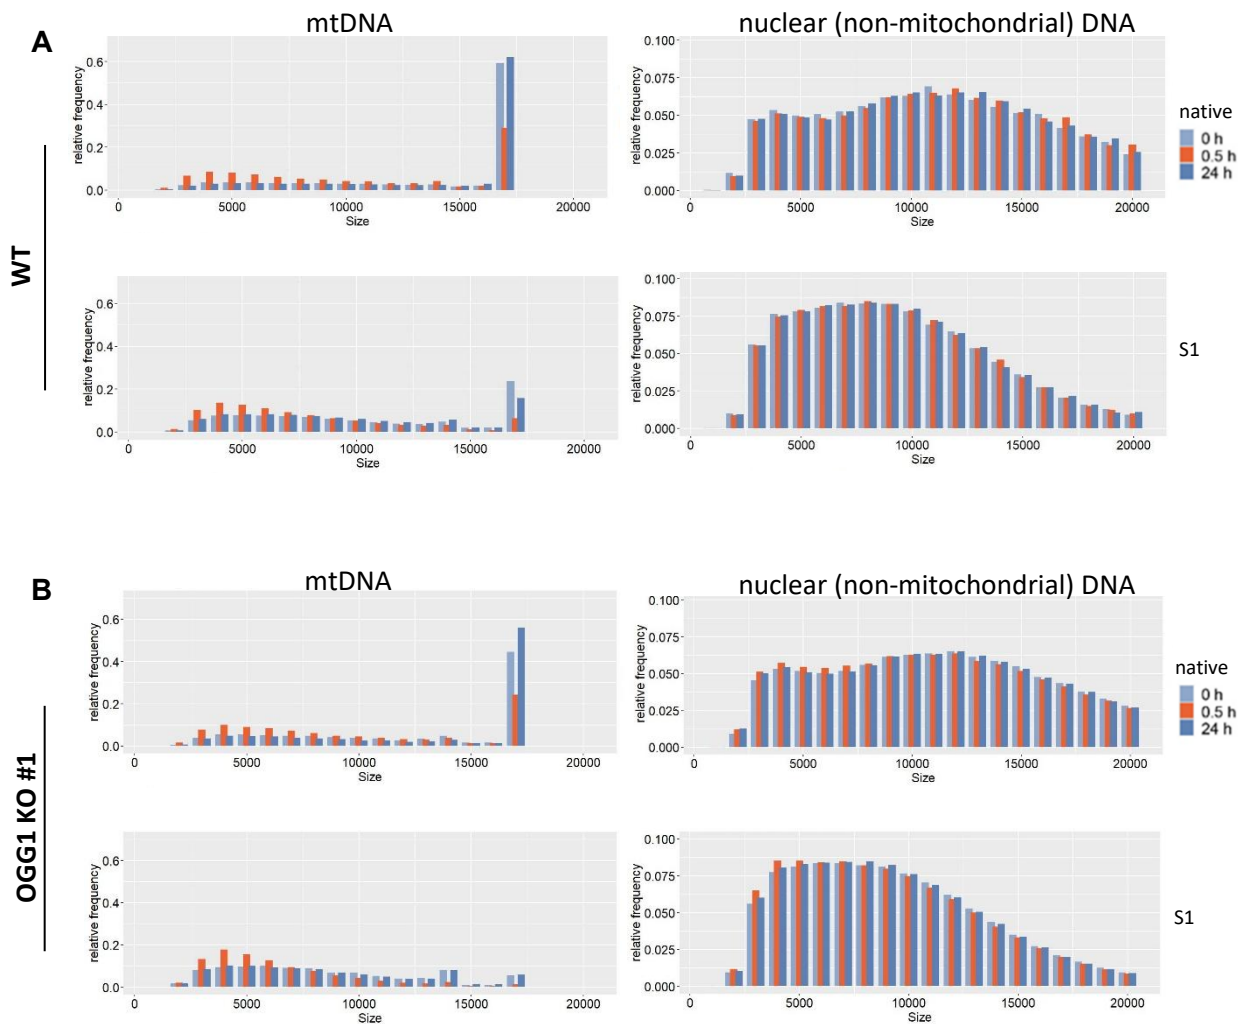 A
mtDNA
nuclear (non-mitochondrial) DNA
WT
relative frequency
0.6
0.4
0.2
0.0
0 5000 10000 15000 20000
Size
relative frequency
0.100
0.075
0.050
0.025
0.000
0 5000 10000 15000 20000
Size
native
0 h
0.5 h
24 h
relative frequency
0.6
0.4
0.2
0.0
0 5000 10000 15000 20000
Size
relative frequency
0.100
0.075
0.050
0.025
0.000
0 5000 10000 15000 20000
Size
S1
B
mtDNA
nuclear (non-mitochondrial) DNA
OGG1 KO #1
relative frequency
0.6
0.4
0.2
0.0
0 5000 10000 15000 20000
Size
relative frequency
0.100
0.075
0.050
0.025
0.000
0 5000 10000 15000 20000
Size
native
0 h
0.5 h
24 h
relative frequency
0.6
0.4
0.2
0.0
0 5000 10000 15000 20000
Size
relative frequency
0.100
0.075
0.050
0.025
0.000
0 5000 10000 15000 20000
Size
S1